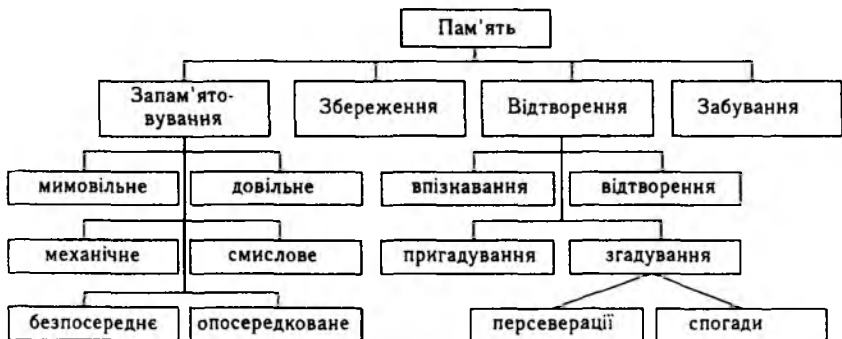 Пам'ять
Запам'ято-
вування
Збереження
Відтворення
Забування
мимовільне
довільне
впізнавання
відтворення
механічне
смислове
пригадування
згадування
безпосереднє
опосередковане
персеверації
спогади